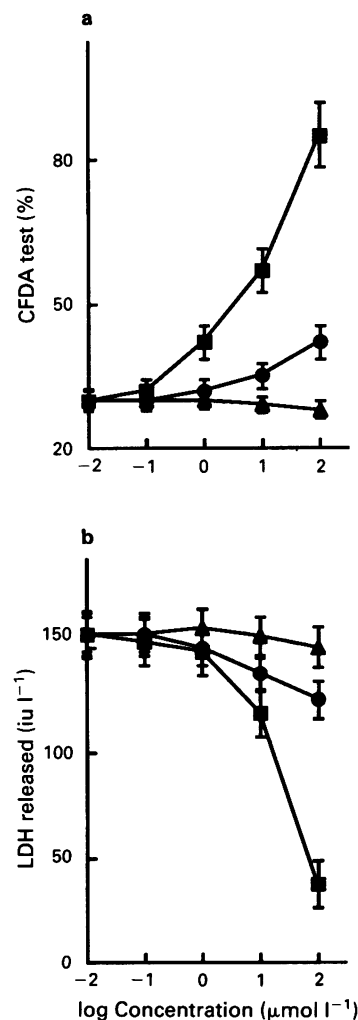 a
CFDA test (%)
80
50
20
−2 −1 0 1 2
b
LDH released (iu l⁻¹)
150
100
50
0
−2 −1 0 1 2
log Concentration (μmol l⁻¹)